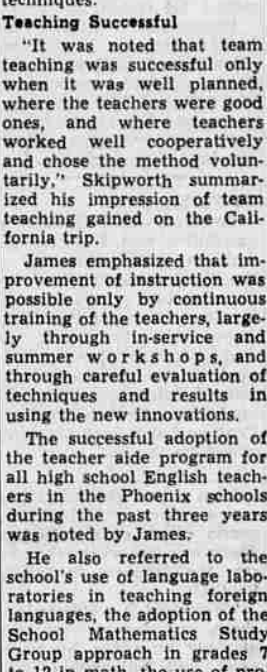 techniques.
Teaching Successful
"It was noted that team
teaching was successful only
when it was well planned,
where the teachers were good
ones, and where teachers
worked well cooperatively
and chose the method volun-
tarily," Skipworth summar-
ized his impression of team
teaching gained on the Cali-
fornia trip.
James emphasized that im-
provement of instruction was
possible only by continuous
training of the teachers, large-
ly through in-service and
summer workshops, and
through careful evaluation of
techniques and results in
using the new innovations.
The successful adoption of
the teacher aide program for
all high school English teach-
ers in the Phoenix schools
during the past three years
was noted by James.
He also referred to the
school's use of language labo-
ratories in teaching foreign
languages, the adoption of the
School Mathematics Study
Group approach in grades 7
to 12 in math, the use of pro-